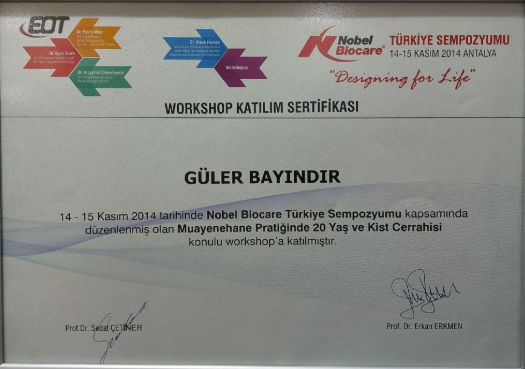 EOT
Nobel Biocare®
TÜRKİYE SEMPOZYUMU
14-15 KASIM 2014 ANTALYA
"Designing for Life"
WORKSHOP KATILIM SERTİFİKASI
GÜLER BAYINDIR
14 - 15 Kasım 2014 tarihinde Nobel Biocare Türkiye Sempozyumu kapsamında
düzenlenmiş olan Muayenehane Pratiğinde 20 Yaş ve Kist Cerrahisi
konulu workshop'a katılmıştır.
Prof.Dr. Sedat ÇETİNER
Prof. Dr. Erkan ERKMEN